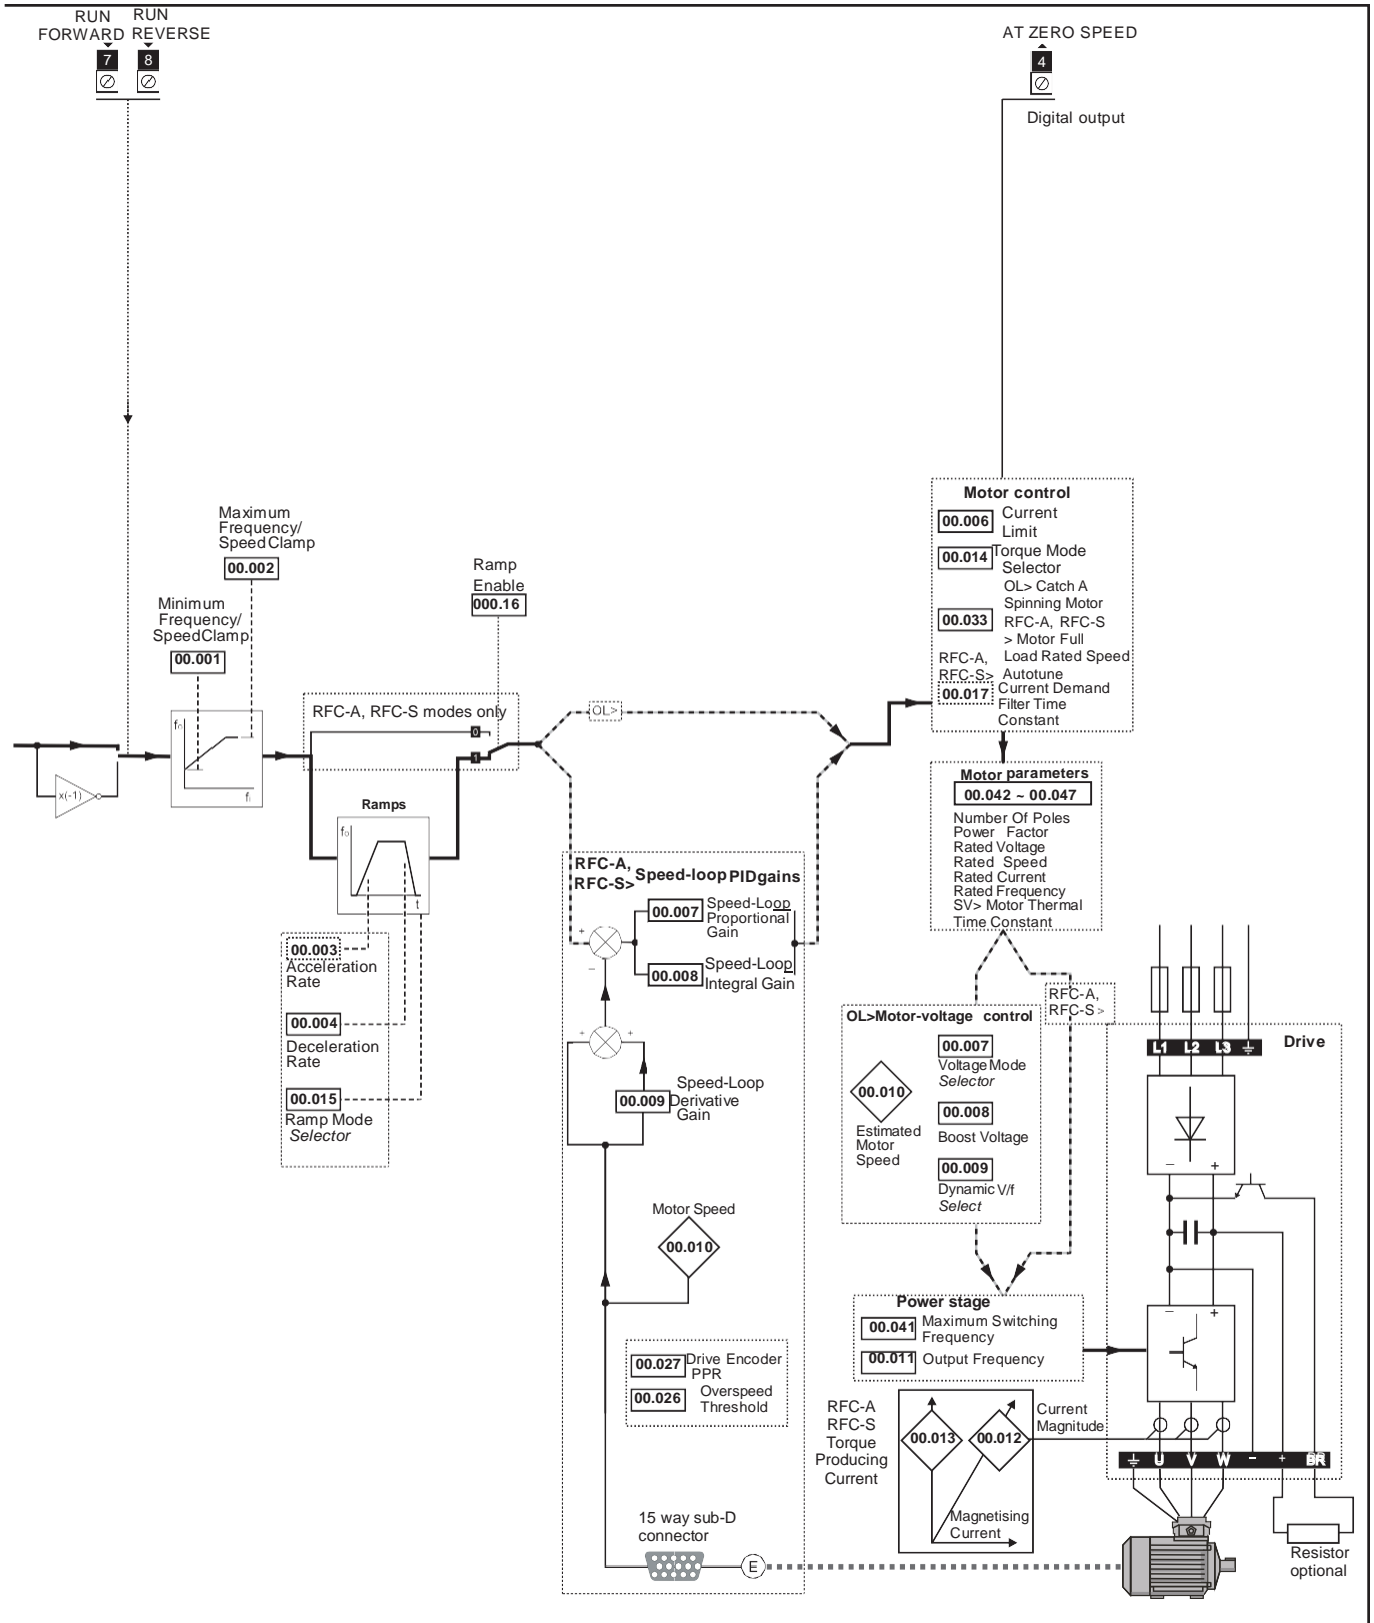 RUN
FORWARD
RUN
REVERSE
7
8
AT ZERO SPEED
4
Digital output
Maximum
Frequency/
Speed Clamp
00.002
Minimum
Frequency/
Speed Clamp
00.001
Ramp
Enable
000.16
RFC-A, RFC-S modes only
0
1
x(-1)
Ramps
t
00.003
Acceleration
Rate
00.004
Deceleration
Rate
00.015
Ramp Mode
Selector
OL>
RFC-A,
RFC-S>
Speed-loop PID gains
00.007
Speed-Loop
Proportional
Gain
00.008
Speed-Loop
Integral Gain
+
−
+
+
00.009
Speed-Loop
Derivative
Gain
Motor Speed
00.010
00.027
Drive Encoder
PPR
00.026
Overspeed
Threshold
15 way sub-D
connector
E
Motor control
00.006
Current
Limit
00.014
Torque Mode
Selector
OL> Catch A
Spinning Motor
00.033
RFC-A, RFC-S
> Motor Full
Load Rated Speed
RFC-A,
RFC-S>
Autotune
00.017
Current Demand
Filter Time
Constant
Motor parameters
00.042 ~ 00.047
Number Of Poles
Power Factor
Rated Voltage
Rated Speed
Rated Current
Rated Frequency
SV> Motor Thermal
Time Constant
RFC-A,
RFC-S >
OL>Motor-voltage control
00.010
Estimated
Motor
Speed
00.007
Voltage Mode
Selector
00.008
Boost Voltage
00.009
Dynamic V/f
Select
Power stage
00.041
Maximum Switching
Frequency
00.011
Output Frequency
RFC-A
RFC-S
Torque
Producing
Current
00.013
00.012
Current
Magnitude
Magnetising
Current
Drive
L1 L2 L3
− +
− +
U V W − + BR
Resistor
optional